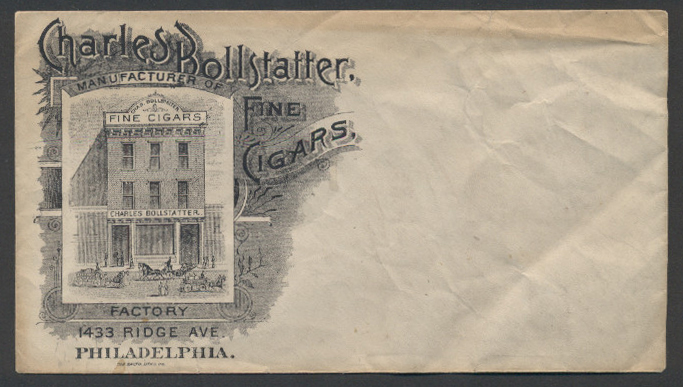 Charles Bollstatter,
MANUFACTURER OF
FINE
CIGARS,
CHAS. BOLLSTATTER
FINE CIGARS
CHARLES BOLLSTATTER.
FACTORY
1433 RIDGE AVE.
PHILADELPHIA.